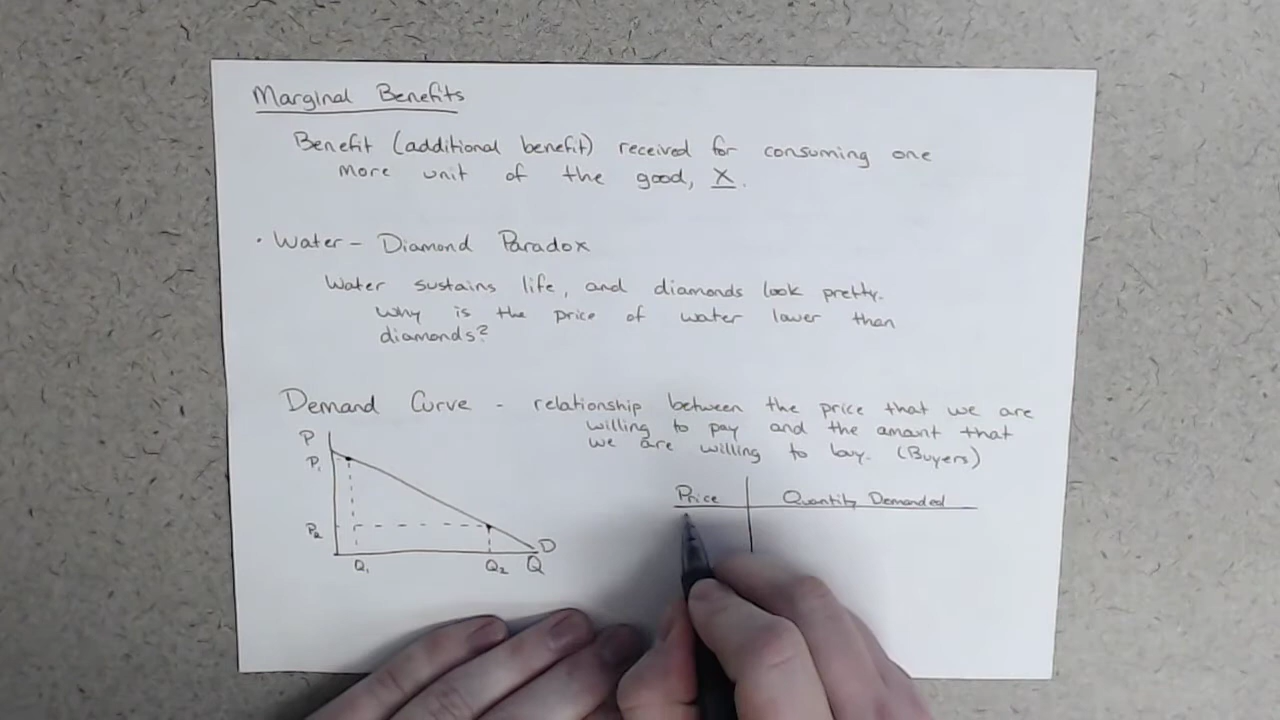 Marginal Benefits
Benefit (additional benefit) received for consuming one
more unit of the good, X.
· Water - Diamond Paradox
Water sustains life, and diamonds look pretty.
Why is the price of water lower than
diamonds?
Demand Curve - relationship between the price that we are
willing to pay and the amount that
we are willing to buy. (Buyers)
P
P₁
P₂
Q₁
Q₂
Q
D
Price
Quantity Demanded